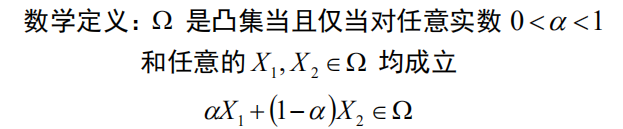 数学定义：Ω 是凸集当且仅当对任意实数 0<α<1
和任意的 X₁, X₂ ∈ Ω 均成立
αX₁ + (1−α)X₂ ∈ Ω